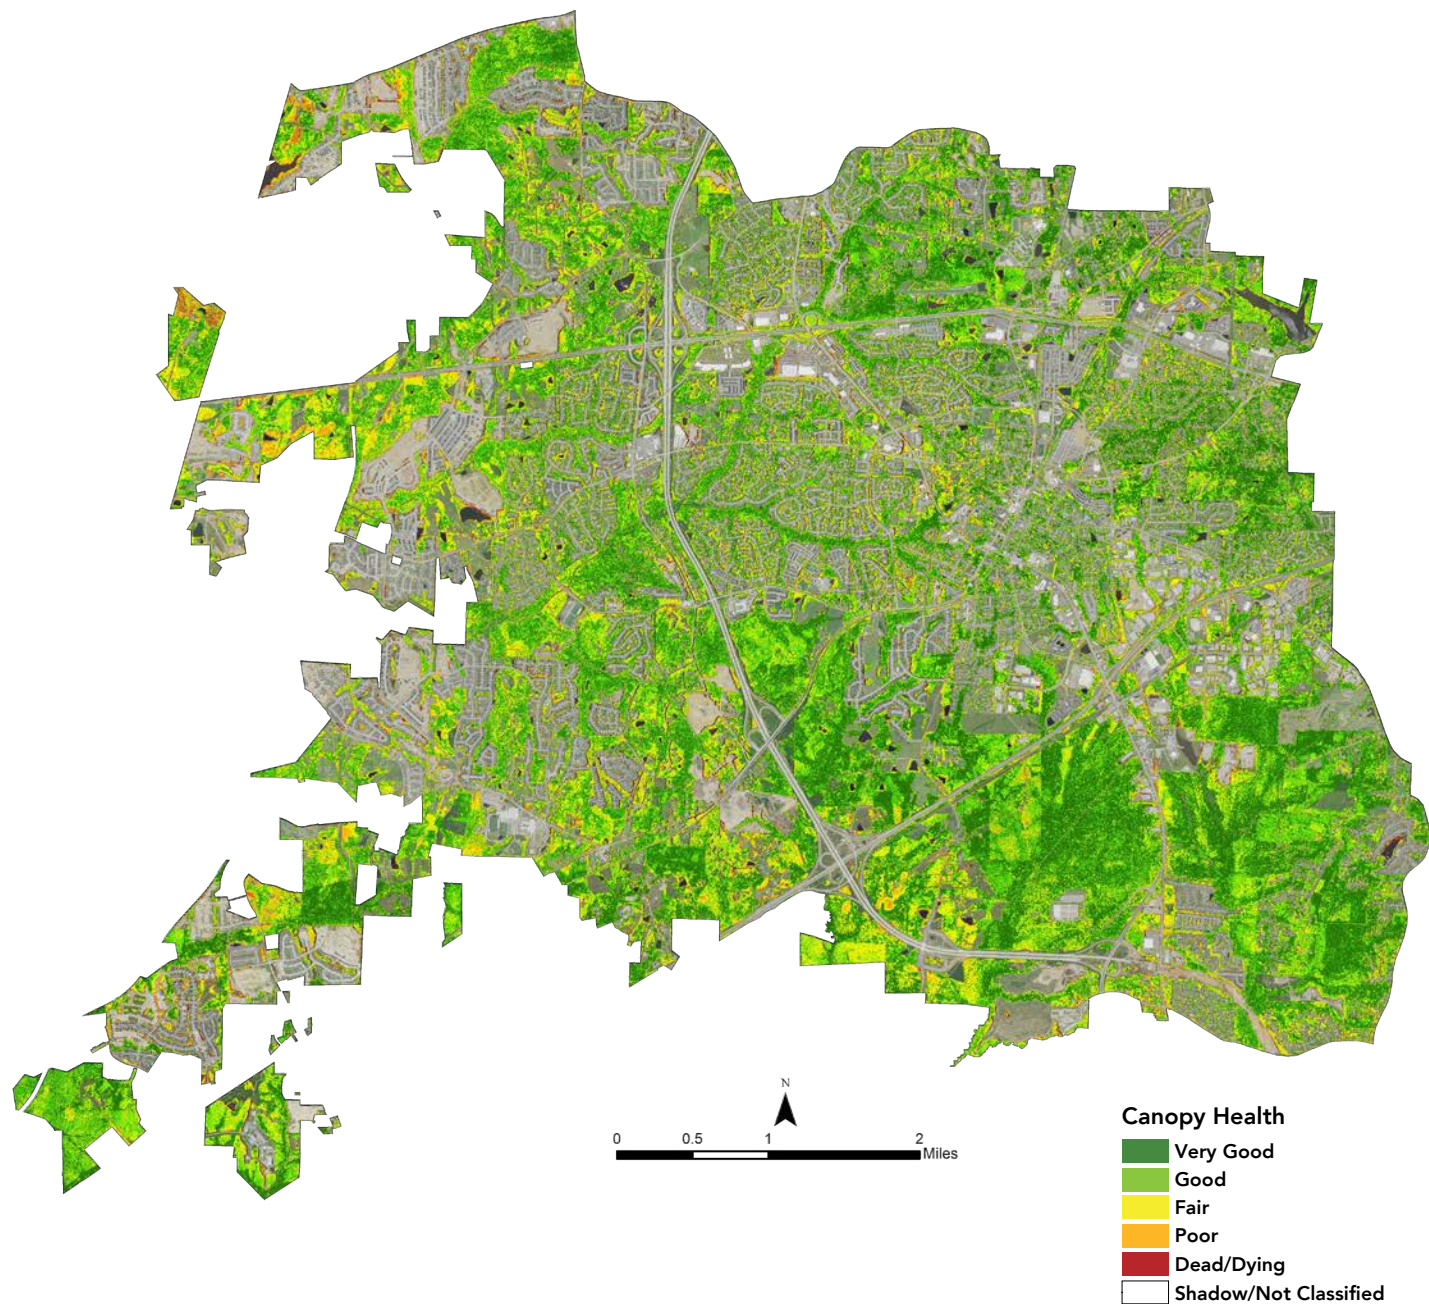 N
0 0.5 1 2
Miles
Canopy Health
Very Good
Good
Fair
Poor
Dead/Dying
Shadow/Not Classified